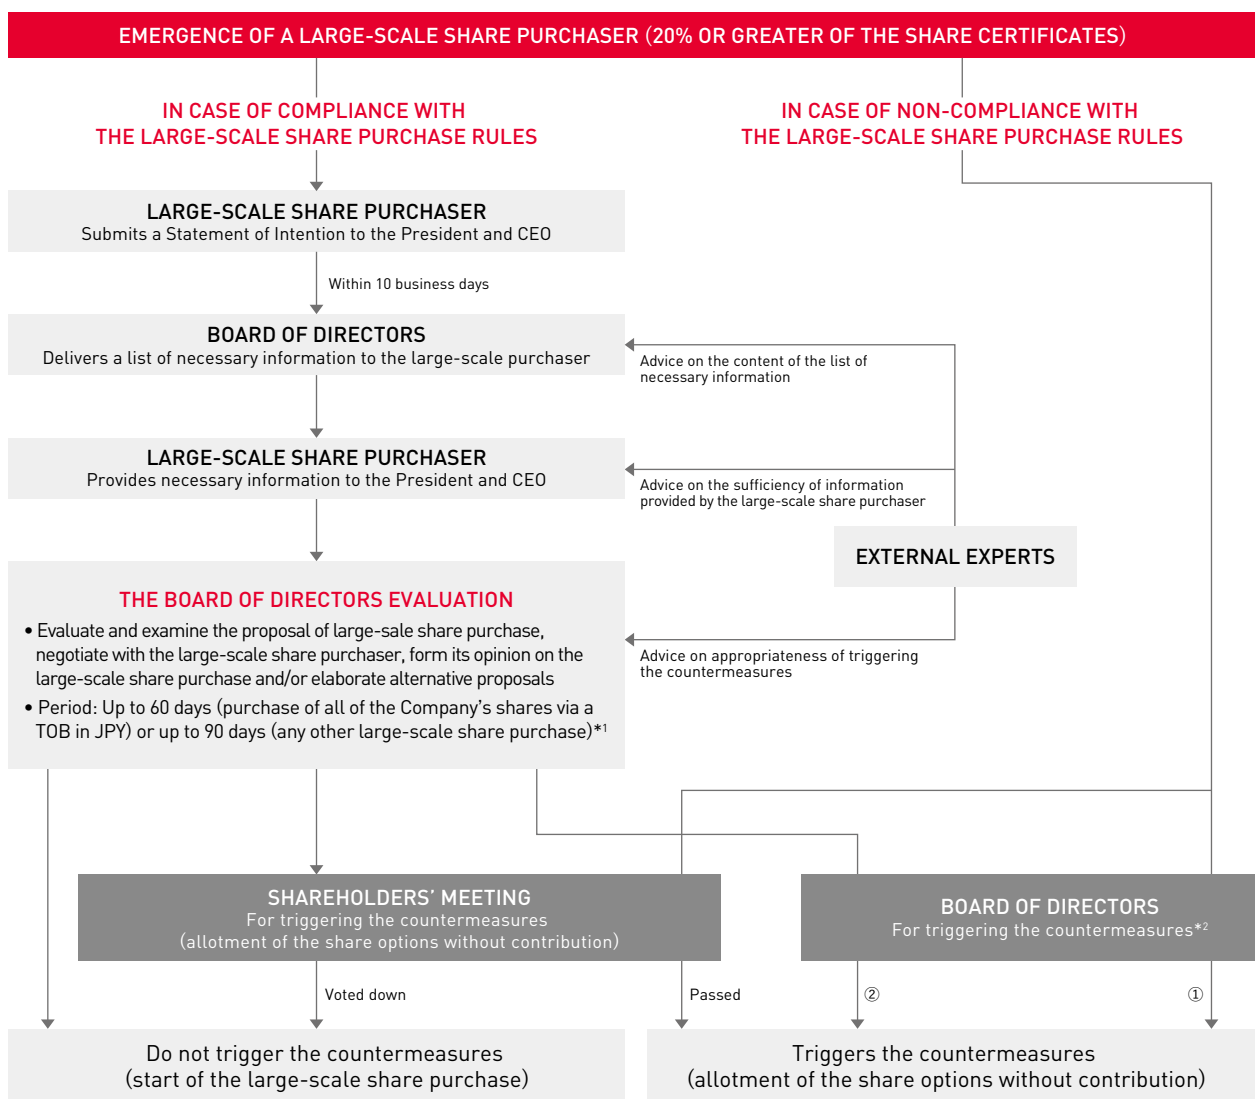 EMERGENCE OF A LARGE-SCALE SHARE PURCHASER (20% OR GREATER OF THE SHARE CERTIFICATES)
IN CASE OF COMPLIANCE WITH
THE LARGE-SCALE SHARE PURCHASE RULES
IN CASE OF NON-COMPLIANCE WITH
THE LARGE-SCALE SHARE PURCHASE RULES
LARGE-SCALE SHARE PURCHASER
Submits a Statement of Intention to the President and CEO
Within 10 business days
BOARD OF DIRECTORS
Delivers a list of necessary information to the large-scale purchaser
Advice on the content of the list of
necessary information
LARGE-SCALE SHARE PURCHASER
Provides necessary information to the President and CEO
Advice on the sufficiency of information
provided by the large-scale share purchaser
EXTERNAL EXPERTS
THE BOARD OF DIRECTORS EVALUATION
• Evaluate and examine the proposal of large-sale share purchase,
negotiate with the large-scale share purchaser, form its opinion on the
large-scale share purchase and/or elaborate alternative proposals
• Period: Up to 60 days (purchase of all of the Company's shares via a
TOB in JPY) or up to 90 days (any other large-scale share purchase)*1
Advice on appropriateness of triggering
the countermeasures
SHAREHOLDERS' MEETING
For triggering the countermeasures
(allotment of the share options without contribution)
BOARD OF DIRECTORS
For triggering the countermeasures*2
Voted down
Passed
②
①
Do not trigger the countermeasures
(start of the large-scale share purchase)
Triggers the countermeasures
(allotment of the share options without contribution)